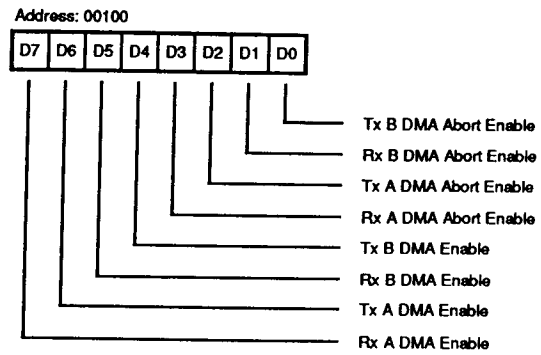 Address: 00100
D7 D6 D5 D4 D3 D2 D1 D0
Tx B DMA Abort Enable
Rx B DMA Abort Enable
Tx A DMA Abort Enable
Rx A DMA Abort Enable
Tx B DMA Enable
Rx B DMA Enable
Tx A DMA Enable
Rx A DMA Enable